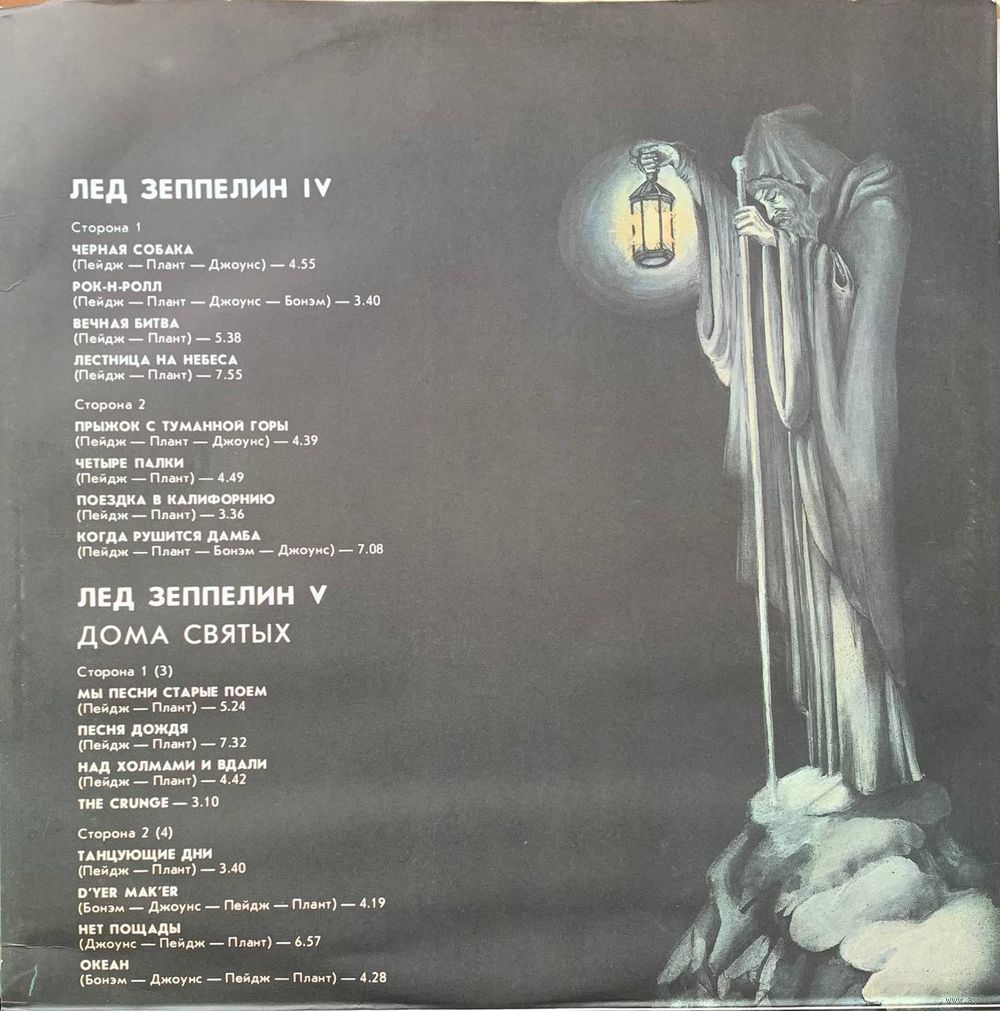 ЛЕД ЗЕППЕЛИН IV
Сторона 1
ЧЕРНАЯ СОБАКА
(Пейдж — Плант — Джоунс) — 4.55
РОК-Н-РОЛЛ
(Пейдж — Плант — Джоунс — Бонэм) — 3.40
ВЕЧНАЯ БИТВА
(Пейдж — Плант) — 5.38
ЛЕСТНИЦА НА НЕБЕСА
(Пейдж — Плант) — 7.55
Сторона 2
ПРЫЖОК С ТУМАННОЙ ГОРЫ
(Пейдж — Плант — Джоунс) — 4.39
ЧЕТЫРЕ ПАЛКИ
(Пейдж — Плант) — 4.49
ПОЕЗДКА В КАЛИФОРНИЮ
(Пейдж — Плант) — 3.36
КОГДА РУШИТСЯ ДАМБА
(Пейдж — Плант — Бонэм — Джоунс) — 7.08
ЛЕД ЗЕППЕЛИН V
ДОМА СВЯТЫХ
Сторона 1 (3)
МЫ ПЕСНИ СТАРЫЕ ПОЕМ
(Пейдж — Плант) — 5.24
ПЕСНЯ ДОЖДЯ
(Пейдж — Плант) — 7.32
НАД ХОЛМАМИ И ВДАЛИ
(Пейдж — Плант) — 4.42
THE CRUNGE — 3.10
Сторона 2 (4)
ТАНЦУЮЩИЕ ДНИ
(Пейдж — Плант) — 3.40
D'YER MAK'ER
(Бонэм — Джоунс — Пейдж — Плант) — 4.19
НЕТ ПОЩАДЫ
(Джоунс — Пейдж — Плант) — 6.57
ОКЕАН
(Бонэм — Джоунс — Пейдж — Плант) — 4.28